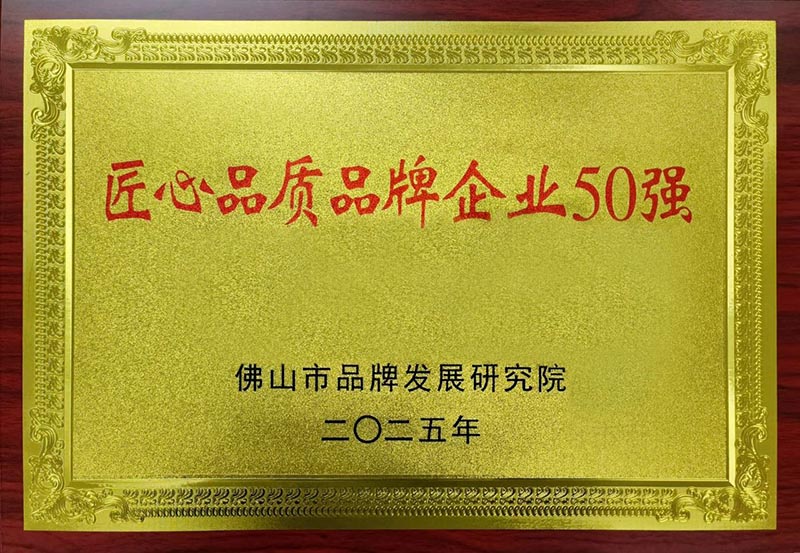 匠心品质品牌企业50强
佛山市品牌发展研究院
二〇二五年